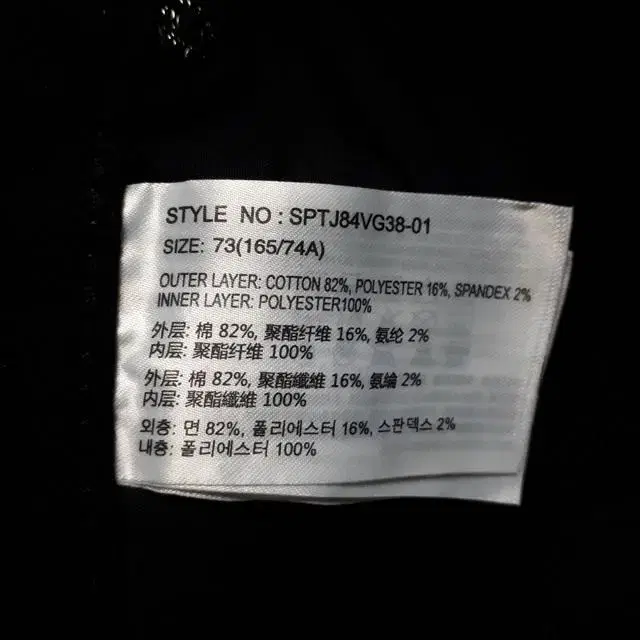 STYLE NO : SPTJ84VG38-01
SIZE: 73(165/74A)
OUTER LAYER: COTTON 82%, POLYESTER 16%, SPANDEX 2%
INNER LAYER: POLYESTER100%
外层: 棉 82%, 聚酯纤维 16%, 氨纶 2%
内层: 聚酯纤维 100%
外层: 棉 82%, 聚酯纖維 16%, 氨綸 2%
内层: 聚酯纖維 100%
외층: 면 82%, 폴리에스터 16%, 스판덱스 2%
내층: 폴리에스터 100%